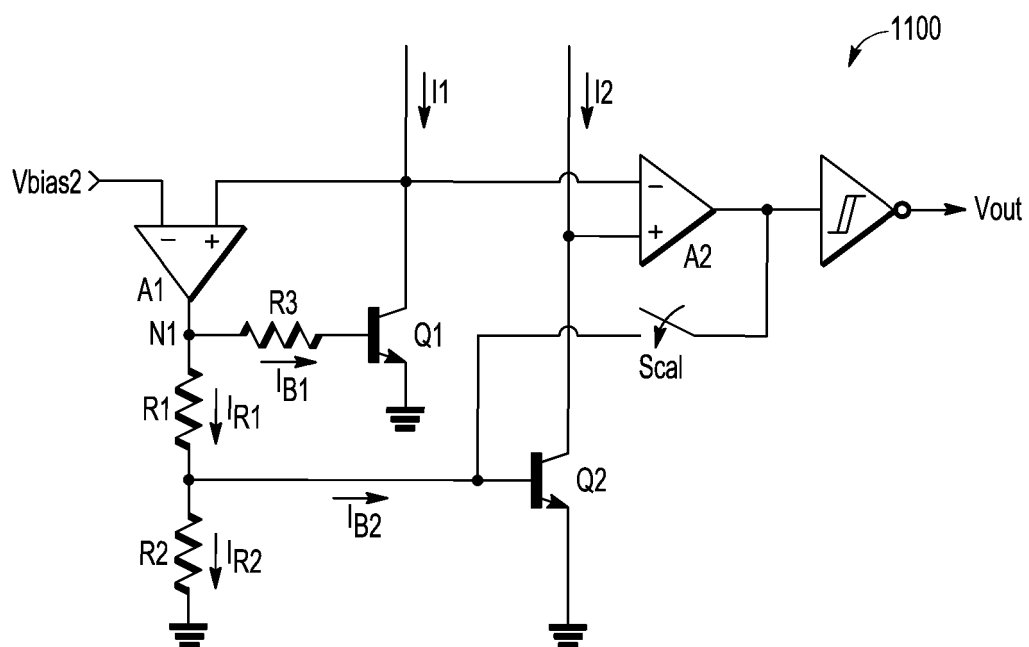 1100
I1
I2
Vbias2
−
+
A1
−
+
A2
Vout
N1
R3
IB1
Q1
Scal
R1
IR1
IB2
Q2
R2
IR2